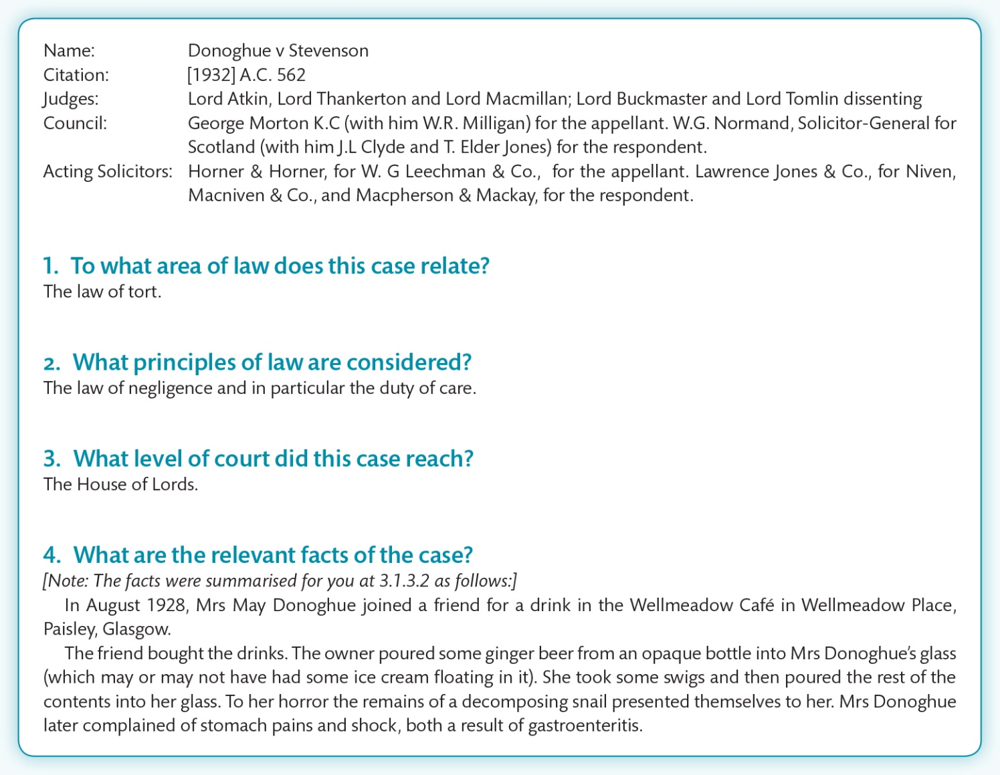 Name: Donoghue v Stevenson
Citation: [1932] A.C. 562
Judges: Lord Atkin, Lord Thankerton and Lord Macmillan; Lord Buckmaster and Lord Tomlin dissenting
Council: George Morton K.C (with him W.R. Milligan) for the appellant. W.G. Normand, Solicitor-General for
Scotland (with him J.L Clyde and T. Elder Jones) for the respondent.
Acting Solicitors: Horner & Horner, for W. G Leechman & Co., for the appellant. Lawrence Jones & Co., for Niven,
Macniven & Co., and Macpherson & Mackay, for the respondent.
1. To what area of law does this case relate?
The law of tort.
2. What principles of law are considered?
The law of negligence and in particular the duty of care.
3. What level of court did this case reach?
The House of Lords.
4. What are the relevant facts of the case?
[Note: The facts were summarised for you at 3.1.3.2 as follows:]
In August 1928, Mrs May Donoghue joined a friend for a drink in the Wellmeadow Café in Wellmeadow Place,
Paisley, Glasgow.
The friend bought the drinks. The owner poured some ginger beer from an opaque bottle into Mrs Donoghue's glass
(which may or may not have had some ice cream floating in it). She took some swigs and then poured the rest of the
contents into her glass. To her horror the remains of a decomposing snail presented themselves to her. Mrs Donoghue
later complained of stomach pains and shock, both a result of gastroenteritis.